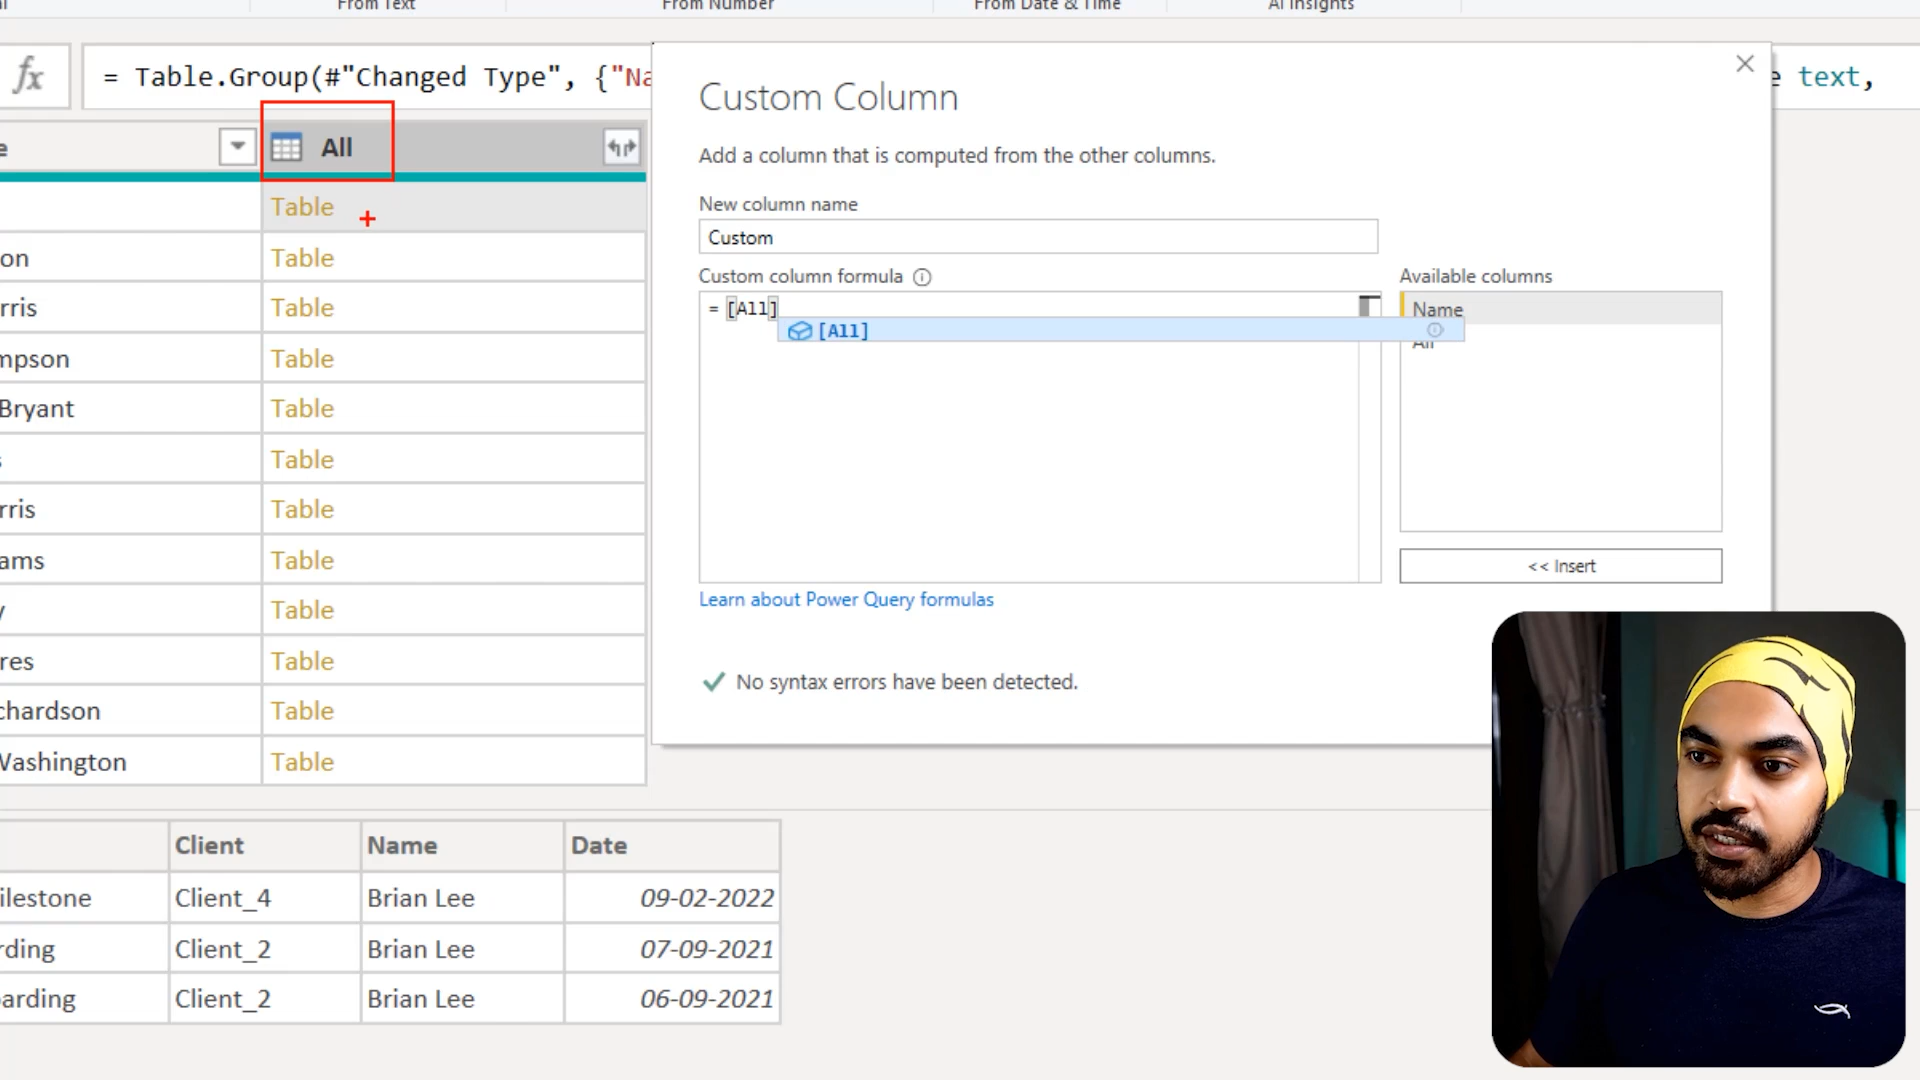 From Text
From Number
From Date & Time
AI Insights
fx
= Table.Group(#"Changed Type", {"Na
text,
e
All
Table
on
Table
rris
Table
mpson
Table
Bryant
Table
s
Table
rris
Table
ams
Table
y
Table
res
Table
chardson
Table
Washington
Table
Custom Column
Add a column that is computed from the other columns.
New column name
Custom
Custom column formula
= [All]
[All]
Available columns
Name
All
<< Insert
Learn about Power Query formulas
No syntax errors have been detected.
Client
Name
Date
ilestone
Client_4
Brian Lee
09-02-2022
rding
Client_2
Brian Lee
07-09-2021
arding
Client_2
Brian Lee
06-09-2021